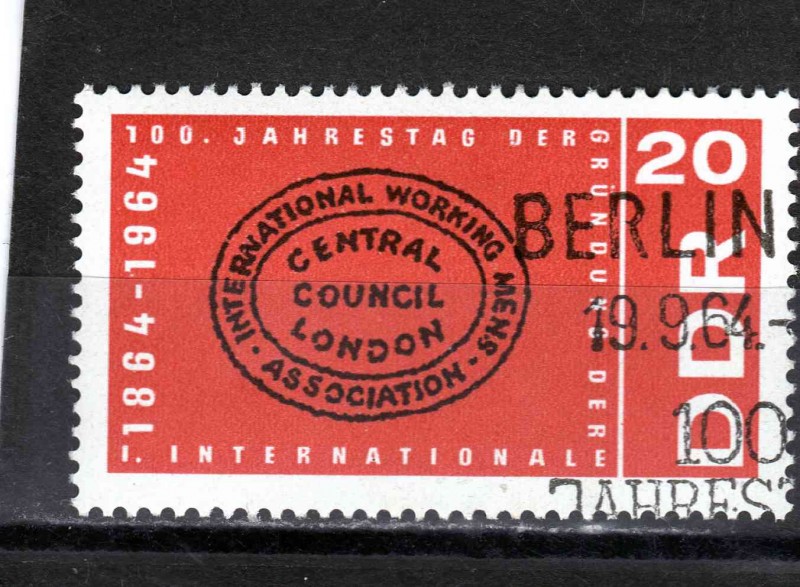 100. JAHRESTAG DER
GRÜNDUNG DER
I. INTERNATIONALE
1864-1964
INTERNATIONAL WORKING MENS
· ASSOCIATION ·
CENTRAL
COUNCIL
LONDON
20
DDR
BERLIN
19.9.64.-
100
JAHREST